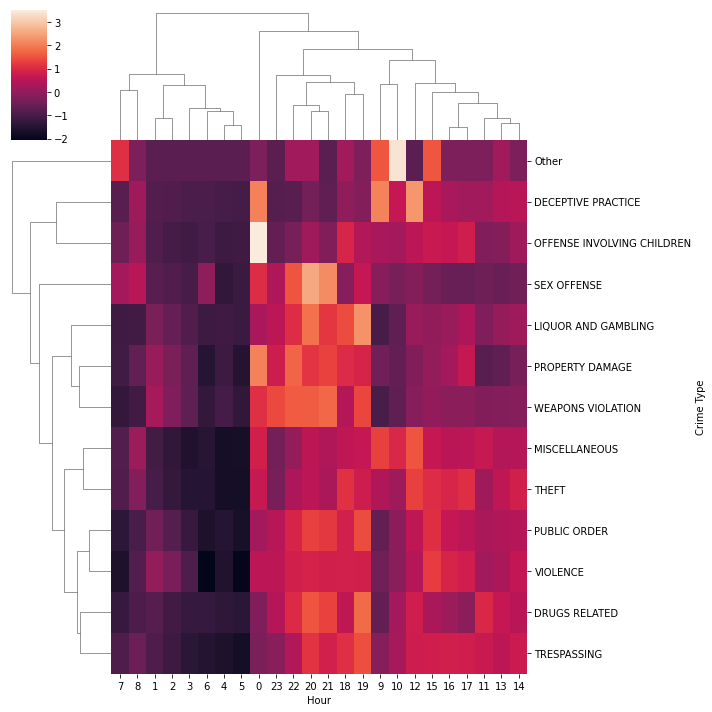 3
2
1
0
−1
−2
Other
DECEPTIVE PRACTICE
OFFENSE INVOLVING CHILDREN
SEX OFFENSE
LIQUOR AND GAMBLING
PROPERTY DAMAGE
WEAPONS VIOLATION
MISCELLANEOUS
THEFT
PUBLIC ORDER
VIOLENCE
DRUGS RELATED
TRESPASSING
Crime Type
7 8 1 2 3 6 4 5 0 23 22 20 21 18 19 9 10 12 15 16 17 11 13 14
Hour